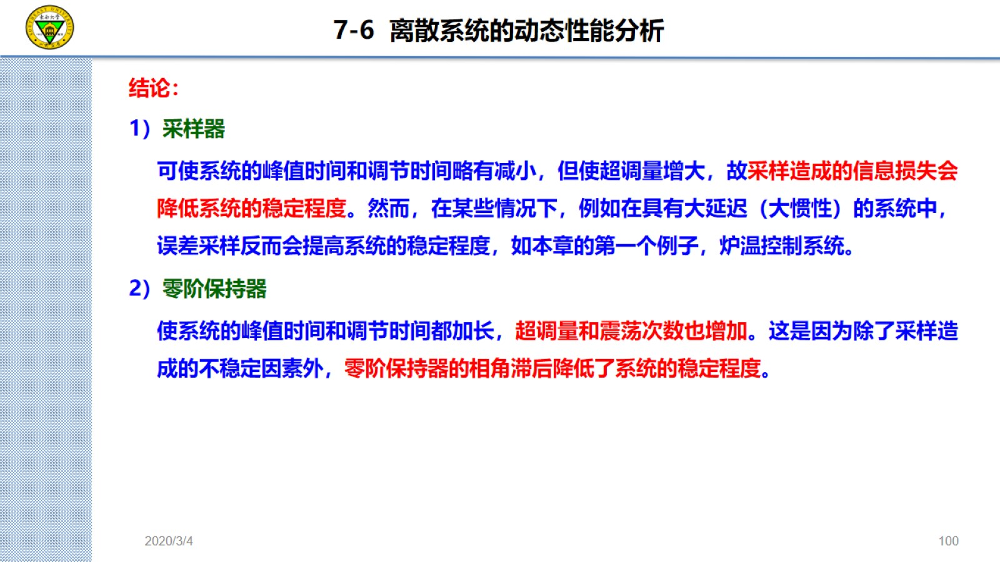 7-6 离散系统的动态性能分析
结论：
1）采样器
可使系统的峰值时间和调节时间略有减小，但使超调量增大，故采样造成的信息损失会
降低系统的稳定程度。然而，在某些情况下，例如在具有大延迟（大惯性）的系统中，
误差采样反而会提高系统的稳定程度，如本章的第一个例子，炉温控制系统。
2）零阶保持器
使系统的峰值时间和调节时间都加长，超调量和震荡次数也增加。这是因为除了采样造
成的不稳定因素外，零阶保持器的相角滞后降低了系统的稳定程度。
2020/3/4
100